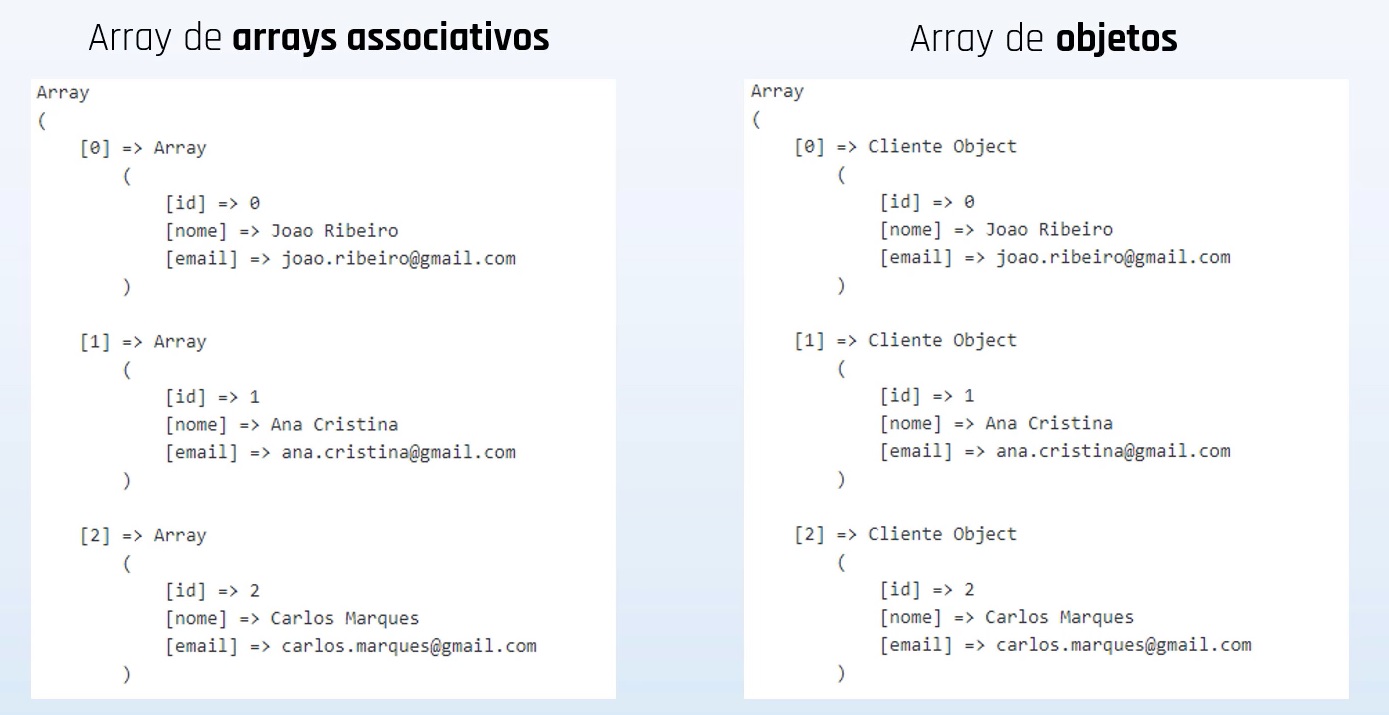 Array de arrays associativos
Array
(
    [0] => Array
        (
            [id] => 0
            [nome] => Joao Ribeiro
            [email] => joao.ribeiro@gmail.com
        )

    [1] => Array
        (
            [id] => 1
            [nome] => Ana Cristina
            [email] => ana.cristina@gmail.com
        )

    [2] => Array
        (
            [id] => 2
            [nome] => Carlos Marques
            [email] => carlos.marques@gmail.com
        )
Array de objetos
Array
(
    [0] => Cliente Object
        (
            [id] => 0
            [nome] => Joao Ribeiro
            [email] => joao.ribeiro@gmail.com
        )

    [1] => Cliente Object
        (
            [id] => 1
            [nome] => Ana Cristina
            [email] => ana.cristina@gmail.com
        )

    [2] => Cliente Object
        (
            [id] => 2
            [nome] => Carlos Marques
            [email] => carlos.marques@gmail.com
        )